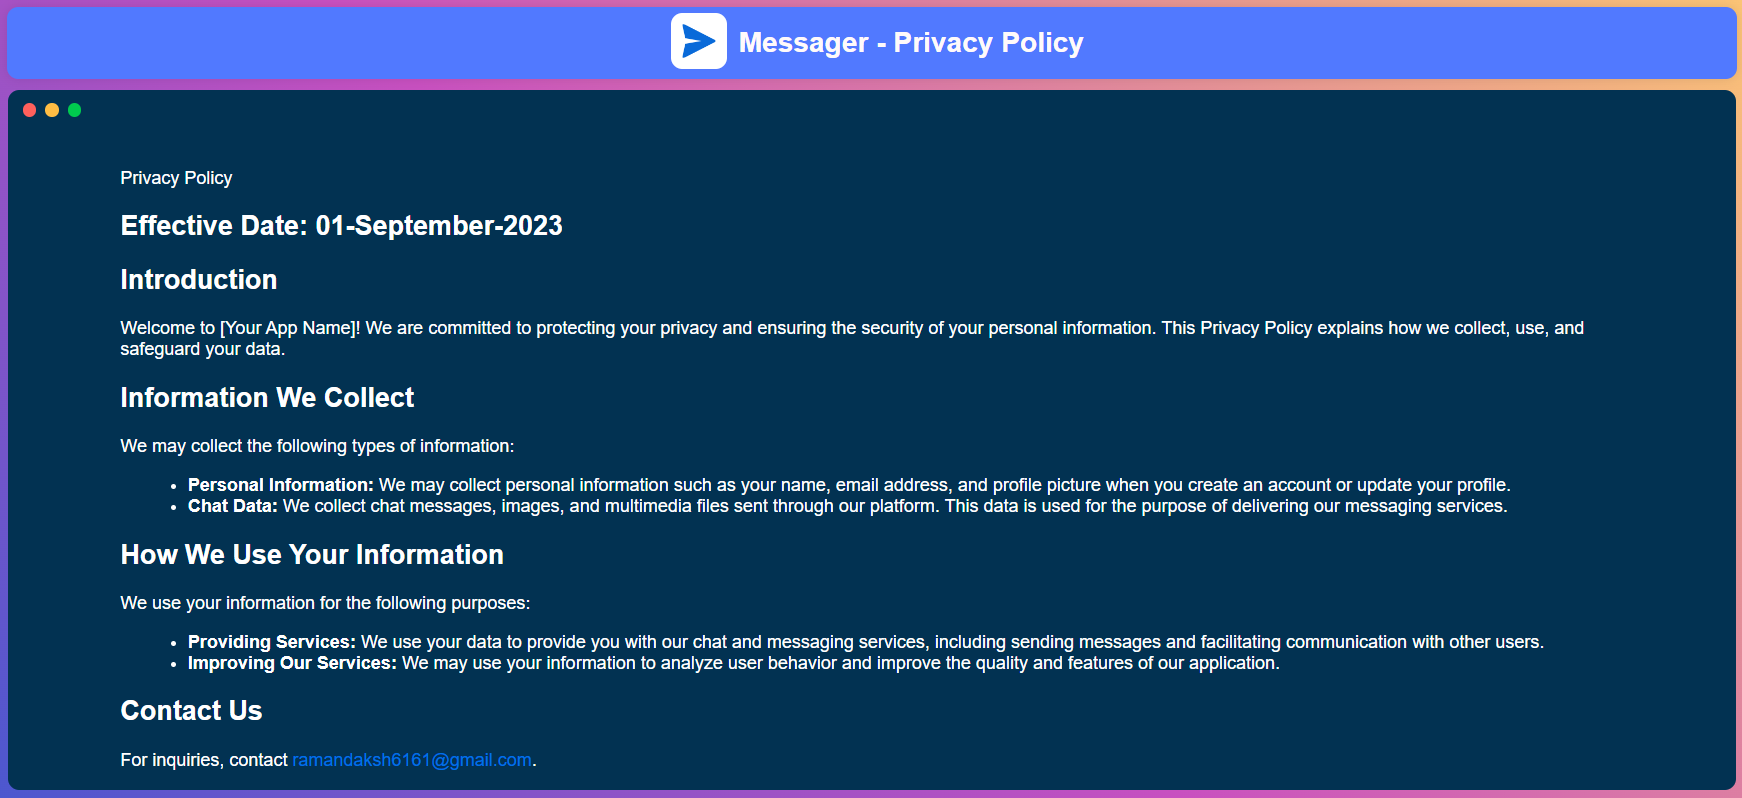 Messager - Privacy Policy
Privacy Policy
Effective Date: 01-September-2023
Introduction
Welcome to [Your App Name]! We are committed to protecting your privacy and ensuring the security of your personal information. This Privacy Policy explains how we collect, use, and
safeguard your data.
Information We Collect
We may collect the following types of information:
• Personal Information: We may collect personal information such as your name, email address, and profile picture when you create an account or update your profile.
• Chat Data: We collect chat messages, images, and multimedia files sent through our platform. This data is used for the purpose of delivering our messaging services.
How We Use Your Information
We use your information for the following purposes:
• Providing Services: We use your data to provide you with our chat and messaging services, including sending messages and facilitating communication with other users.
• Improving Our Services: We may use your information to analyze user behavior and improve the quality and features of our application.
Contact Us
For inquiries, contact ramandaksh6161@gmail.com.